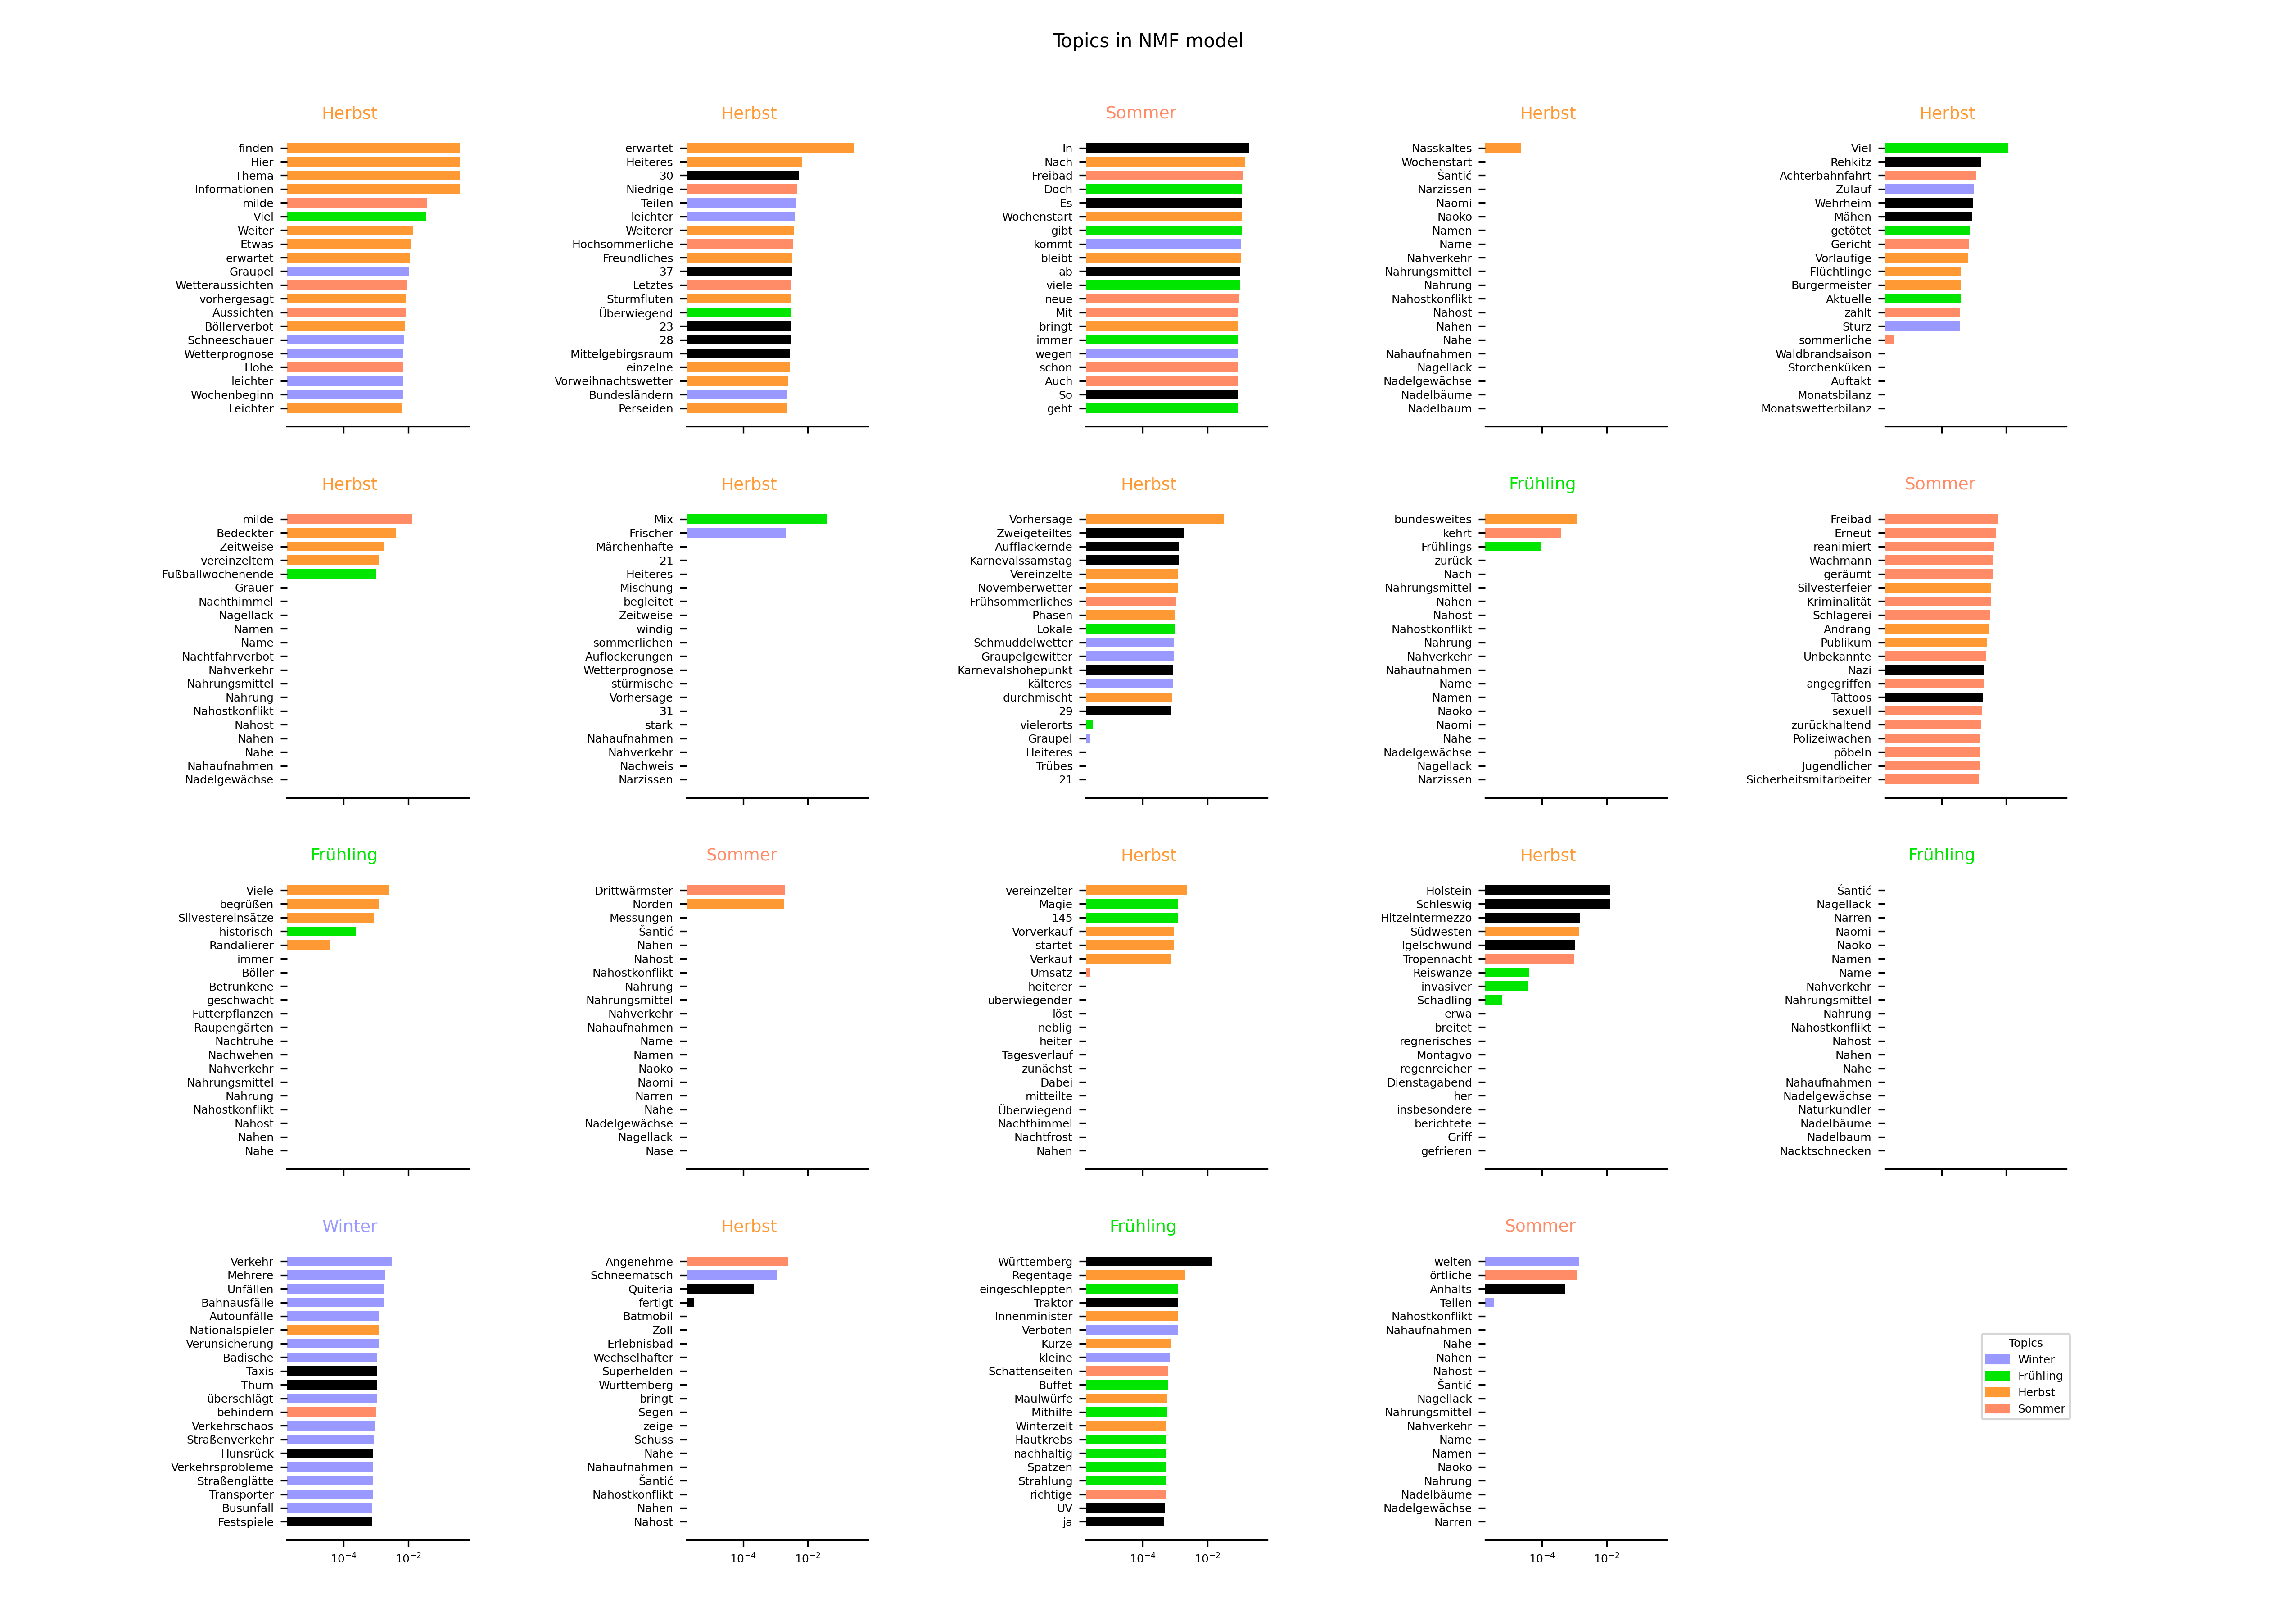 Topics in NMF model
Herbst
finden
Hier
Thema
Informationen
milde
Viel
Weiter
Etwas
erwartet
Graupel
Wetteraussichten
vorhergesagt
Aussichten
Böllerverbot
Schneeschauer
Wetterprognose
Hohe
leichter
Wochenbeginn
Leichter
Herbst
erwartet
Heiteres
30
Niedrige
Teilen
leichter
Weiterer
Hochsommerliche
Freundliches
37
Letztes
Sturmfluten
Überwiegend
23
28
Mittelgebirgsraum
einzelne
Vorweihnachtswetter
Bundesländern
Perseiden
Sommer
In
Nach
Freibad
Doch
Es
Wochenstart
gibt
kommt
bleibt
ab
viele
neue
Mit
bringt
immer
wegen
schon
Auch
So
geht
Herbst
Nasskaltes
Wochenstart
Šantić
Narzissen
Naomi
Naoko
Namen
Name
Nahverkehr
Nahrungsmittel
Nahrung
Nahostkonflikt
Nahost
Nahen
Nahe
Nahaufnahmen
Nagellack
Nadelgewächse
Nadelbäume
Nadelbaum
Herbst
Viel
Rehkitz
Achterbahnfahrt
Zulauf
Wehrheim
Mähen
getötet
Gericht
Vorläufige
Flüchtlinge
Bürgermeister
Aktuelle
zahlt
Sturz
sommerliche
Waldbrandsaison
Storchenküken
Auftakt
Monatsbilanz
Monatswetterbilanz
Herbst
milde
Bedeckter
Zeitweise
vereinzeltem
Fußballwochenende
Grauer
Nachthimmel
Nagellack
Namen
Name
Nachtfahrverbot
Nahverkehr
Nahrungsmittel
Nahrung
Nahostkonflikt
Nahost
Nahen
Nahe
Nahaufnahmen
Nadelgewächse
Herbst
Mix
Frischer
Märchenhafte
21
Heiteres
Mischung
begleitet
Zeitweise
windig
sommerlichen
Auflockerungen
Wetterprognose
stürmische
Vorhersage
31
stark
Nahaufnahmen
Nahverkehr
Nachweis
Narzissen
Herbst
Vorhersage
Zweigeteiltes
Aufflackernde
Karnevalssamstag
Vereinzelte
Novemberwetter
Frühsommerliches
Phasen
Lokale
Schmuddelwetter
Graupelgewitter
Karnevalshöhepunkt
kälteres
durchmischt
29
vielerorts
Graupel
Heiteres
Trübes
21
Frühling
bundesweites
kehrt
Frühlings
zurück
Nach
Nahrungsmittel
Nahen
Nahost
Nahostkonflikt
Nahrung
Nahverkehr
Nahaufnahmen
Name
Namen
Naoko
Naomi
Nahe
Nadelgewächse
Nagellack
Narzissen
Sommer
Freibad
Erneut
reanimiert
Wachmann
geräumt
Silvesterfeier
Kriminalität
Schlägerei
Andrang
Publikum
Unbekannte
Nazi
angegriffen
Tattoos
sexuell
zurückhaltend
Polizeiwachen
pöbeln
Jugendlicher
Sicherheitsmitarbeiter
Frühling
Viele
begrüßen
Silvestereinsätze
historisch
Randalierer
immer
Böller
Betrunkene
geschwächt
Futterpflanzen
Raupengärten
Nachtruhe
Nachwehen
Nahverkehr
Nahrungsmittel
Nahrung
Nahostkonflikt
Nahost
Nahen
Nahe
Sommer
Drittwärmster
Norden
Messungen
Šantić
Nahen
Nahost
Nahostkonflikt
Nahrung
Nahrungsmittel
Nahverkehr
Nahaufnahmen
Name
Namen
Naoko
Naomi
Narren
Nahe
Nadelgewächse
Nagellack
Nase
Herbst
vereinzelter
Magie
145
Vorverkauf
startet
Verkauf
Umsatz
heiterer
überwiegender
löst
neblig
heiter
Tagesverlauf
zunächst
Dabei
mitteilte
Überwiegend
Nachthimmel
Nachtfrost
Nahen
Herbst
Holstein
Schleswig
Hitzeintermezzo
Südwesten
Igelschwund
Tropennacht
Reiswanze
invasiver
Schädling
erwa
breitet
regnerisches
Montagvo
regenreicher
Dienstagabend
her
insbesondere
berichtete
Griff
gefrieren
Frühling
Šantić
Nagellack
Narren
Naomi
Naoko
Namen
Name
Nahverkehr
Nahrungsmittel
Nahrung
Nahostkonflikt
Nahost
Nahen
Nahe
Nahaufnahmen
Nadelgewächse
Naturkundler
Nadelbäume
Nadelbaum
Nacktschnecken
Winter
Verkehr
Mehrere
Unfällen
Bahnausfälle
Autounfälle
Nationalspieler
Verunsicherung
Badische
Taxis
Thurn
überschlägt
behindern
Verkehrschaos
Straßenverkehr
Hunsrück
Verkehrsprobleme
Straßenglätte
Transporter
Busunfall
Festspiele
10⁻⁴ 10⁻²
Herbst
Angenehme
Schneematsch
Quiteria
fertigt
Batmobil
Zoll
Erlebnisbad
Wechselhafter
Superhelden
Württemberg
bringt
Segen
zeige
Schuss
Nahe
Nahaufnahmen
Šantić
Nahostkonflikt
Nahen
Nahost
10⁻⁴ 10⁻²
Frühling
Württemberg
Regentage
eingeschleppten
Traktor
Innenminister
Verboten
Kurze
kleine
Schattenseiten
Buffet
Maulwürfe
Mithilfe
Winterzeit
Hautkrebs
nachhaltig
Spatzen
Strahlung
richtige
UV
ja
10⁻⁴ 10⁻²
Sommer
weiten
örtliche
Anhalts
Teilen
Nahostkonflikt
Nahaufnahmen
Nahe
Nahen
Nahost
Šantić
Nagellack
Nahrungsmittel
Nahverkehr
Name
Namen
Naoko
Nahrung
Nadelbäume
Nadelgewächse
Narren
10⁻⁴ 10⁻²
Topics
Winter
Frühling
Herbst
Sommer